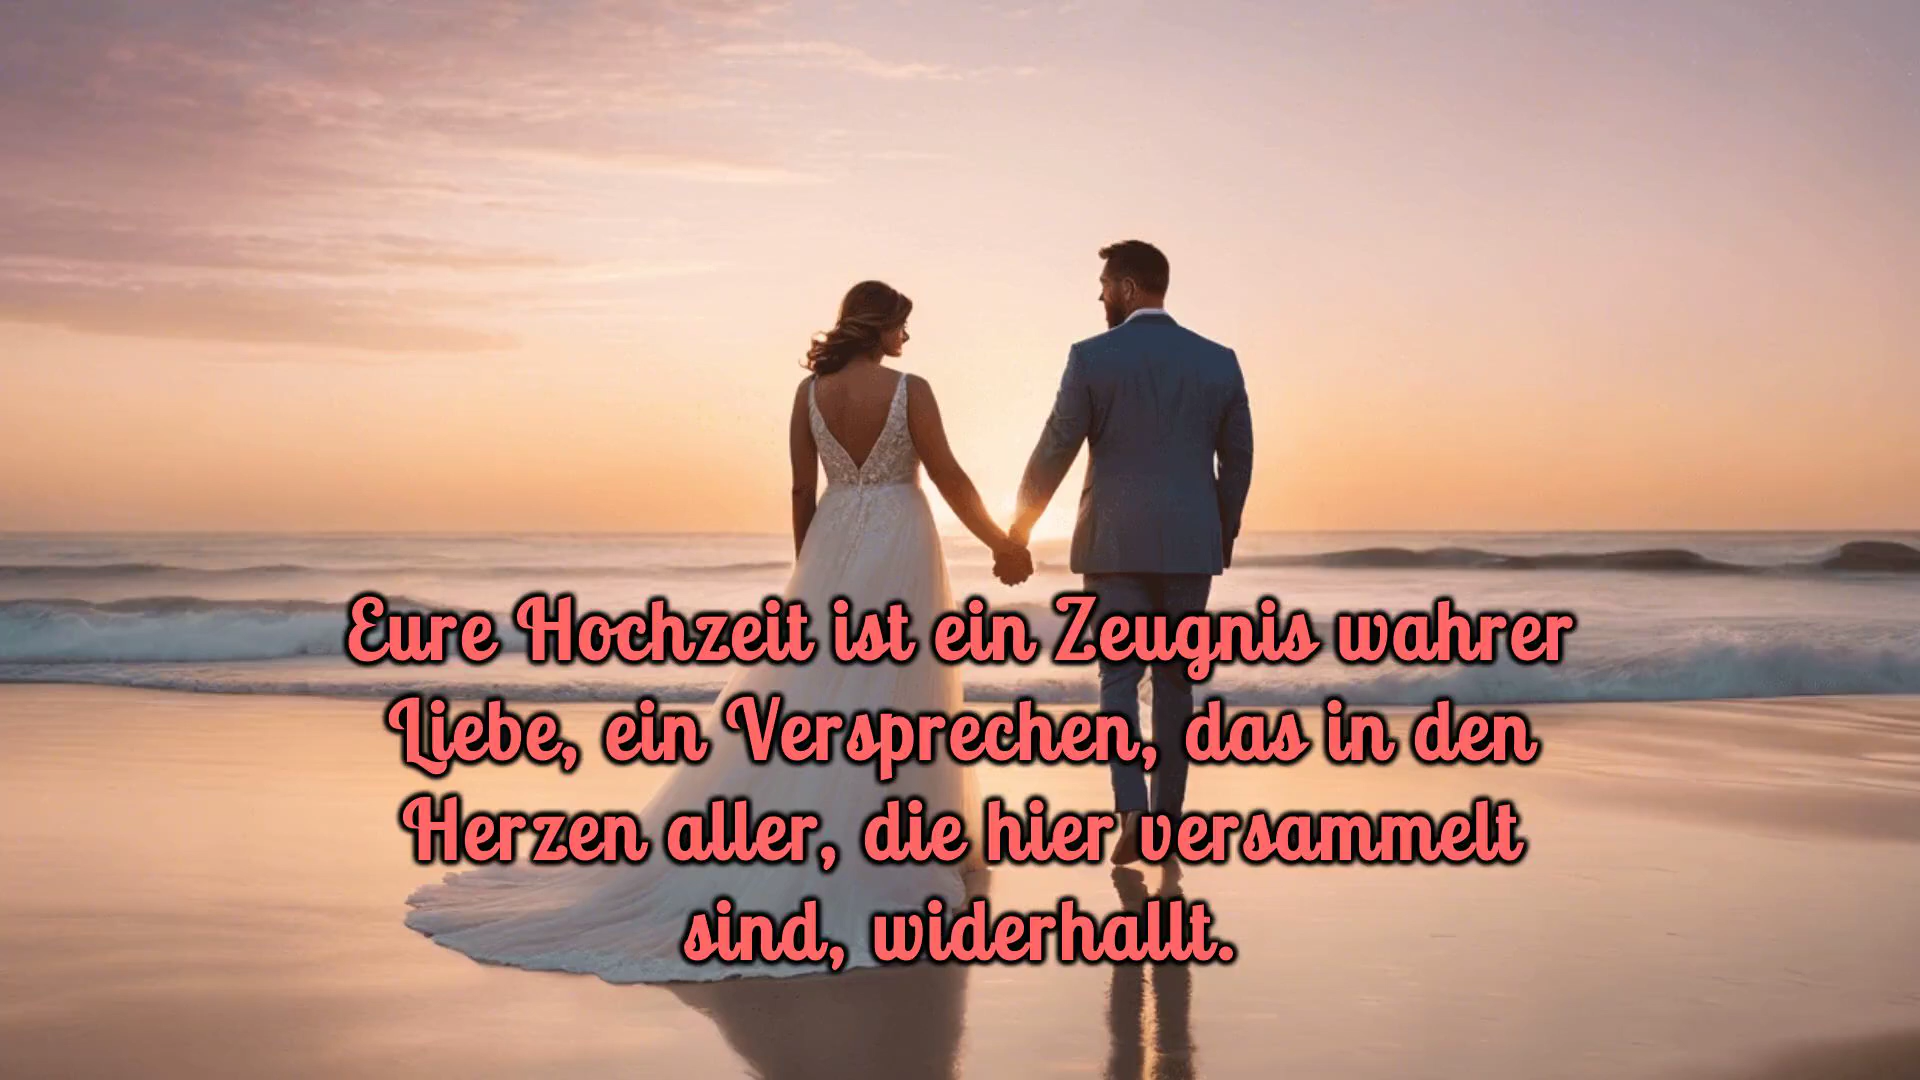 Eure Hochzeit ist ein Zeugnis wahrer
Liebe, ein Versprechen, das in den
Herzen aller, die hier versammelt
sind, widerhallt.